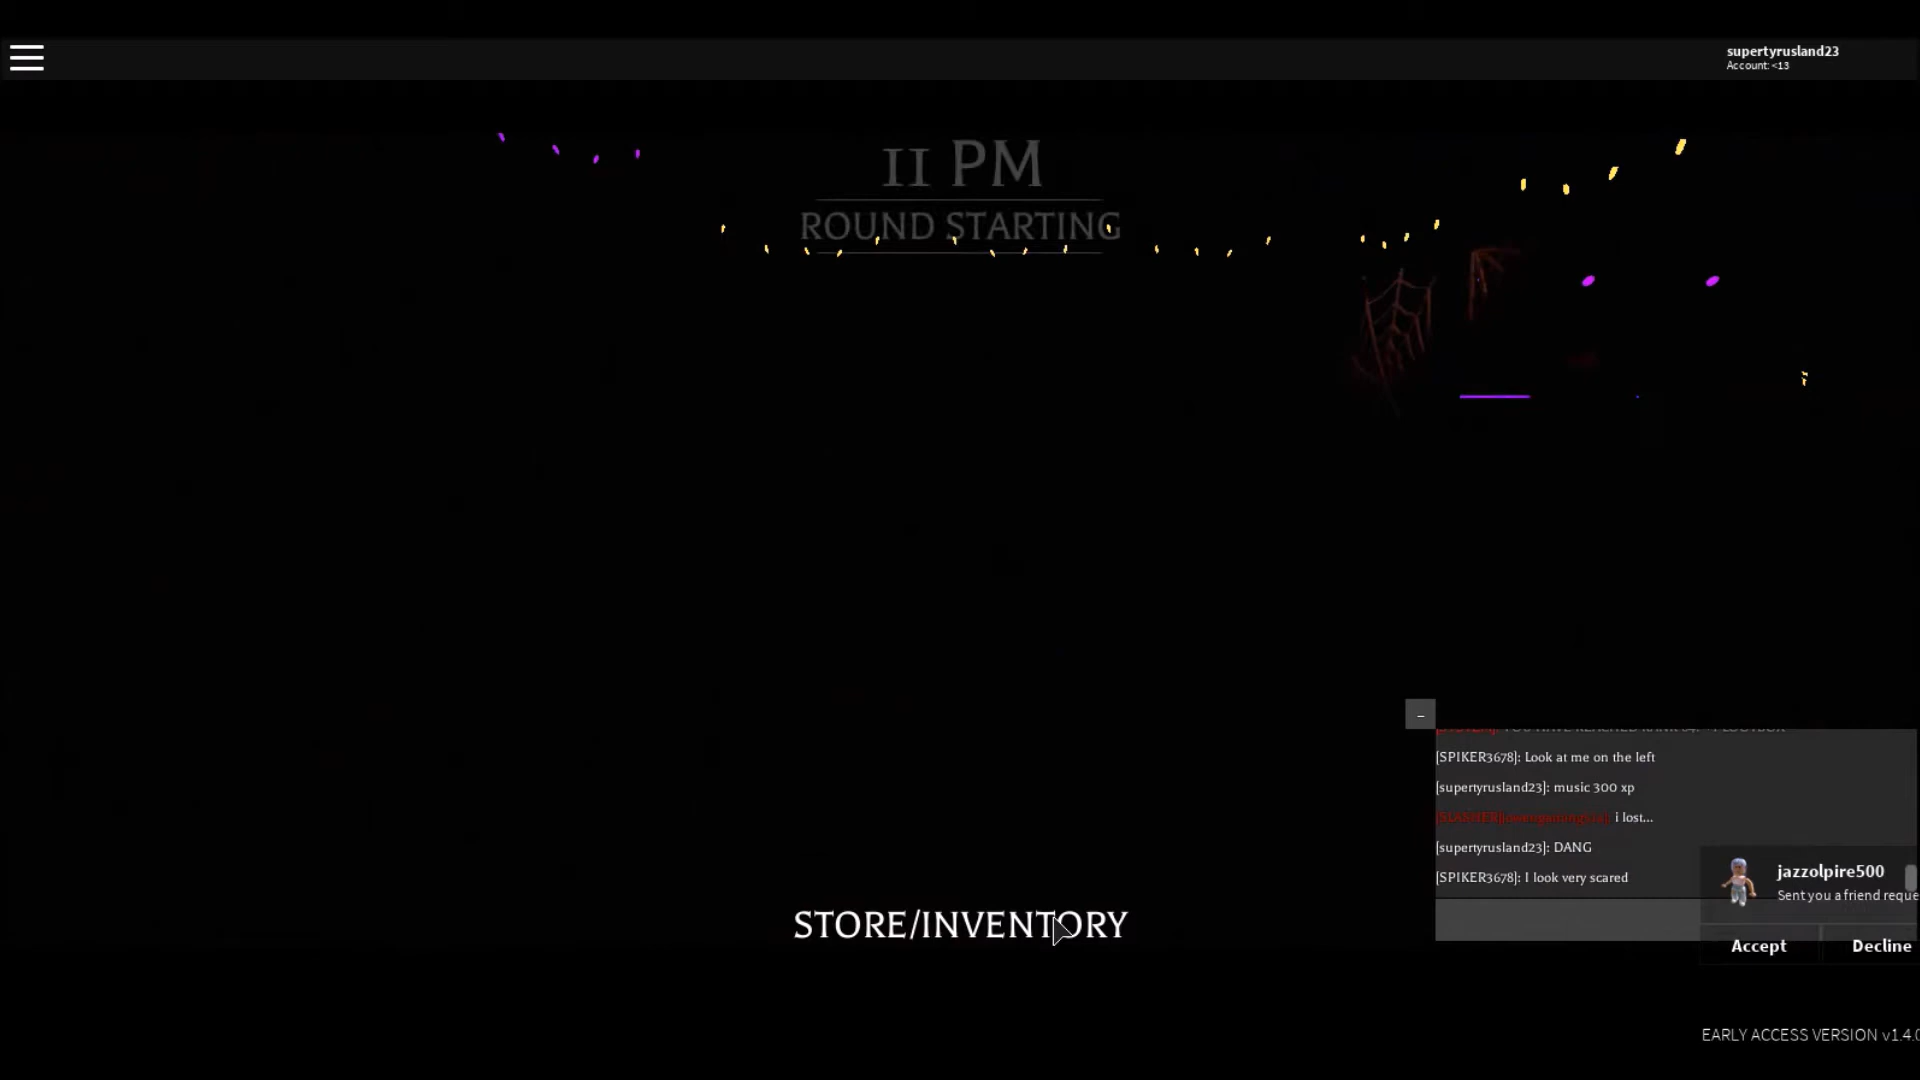 supertyrusland23
Account: <13
11 PM
ROUND STARTING
[SPIKER3678]: Look at me on the left
[supertyrusland23]: music 300 xp
i lost...
[supertyrusland23]: DANG
[SPIKER3678]: I look very scared
jazzolpire500
Sent you a friend reque
Accept
Decline
STORE/INVENTORY
EARLY ACCESS VERSION v1.4.0